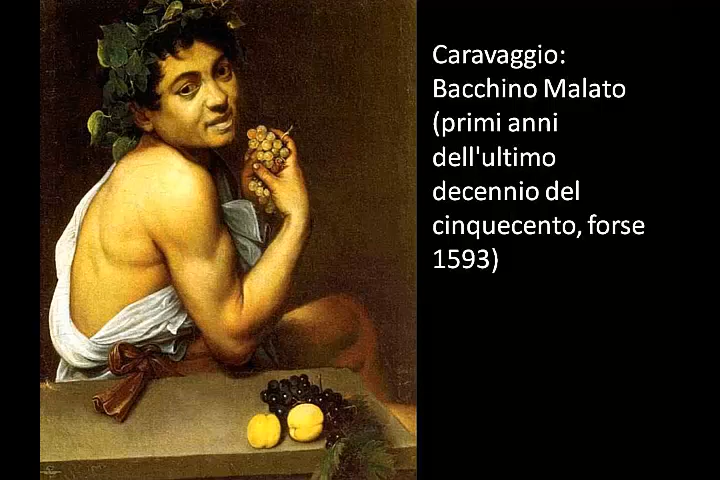 Caravaggio:
Bacchino Malato
(primi anni
dell'ultimo
decennio del
cinquecento, forse
1593)